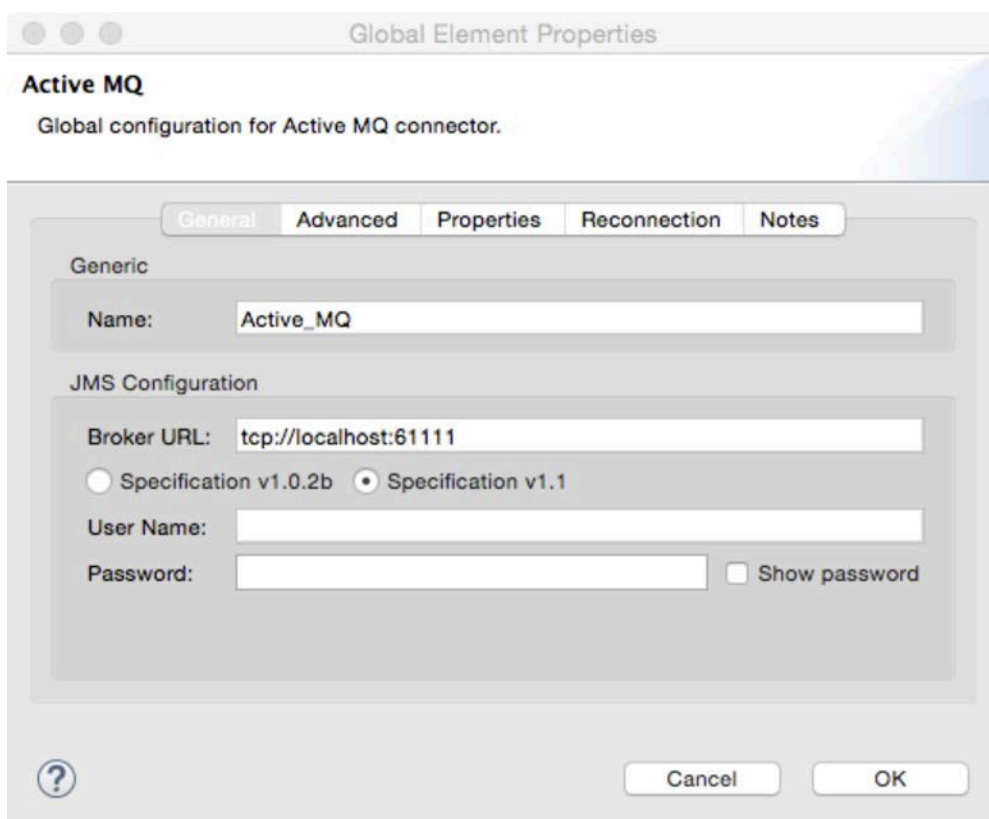 Global Element Properties
Active MQ
Global configuration for Active MQ connector.
General Advanced Properties Reconnection Notes
Generic
Name: Active_MQ
JMS Configuration
Broker URL: tcp://localhost:61111
Specification v1.0.2b Specification v1.1
User Name:
Password: Show password
? Cancel OK